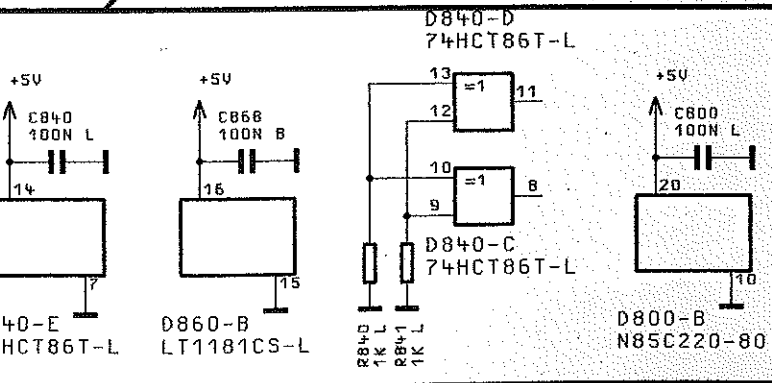 D840-D
74HCT86T-L
+5V
C840
100N L
14
7
40-E
HCT86T-L
+5V
C868
100N B
16
15
D860-B
LT1181CS-L
13
=1
11
12
10
=1
8
9
D840-C
74HCT86T-L
R840
1K L
R841
1K L
+5V
C800
100N L
20
10
D800-B
N85C220-80